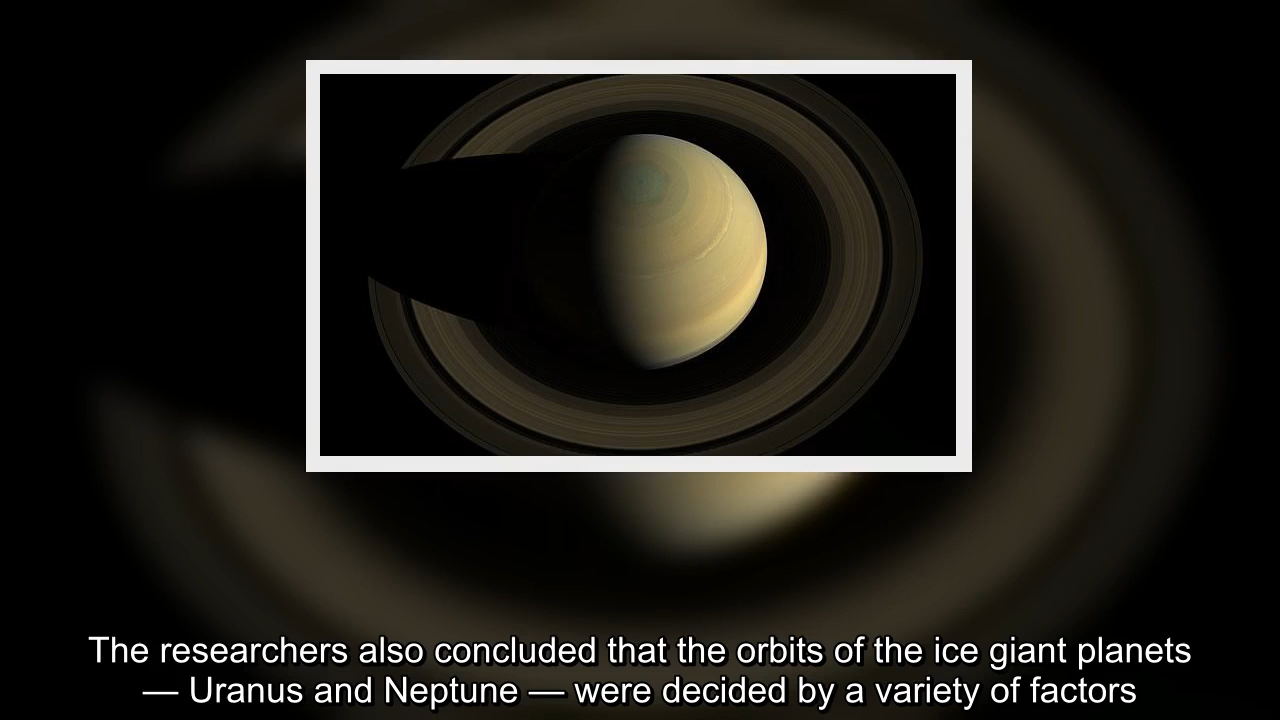 The researchers also concluded that the orbits of the ice giant planets
— Uranus and Neptune — were decided by a variety of factors